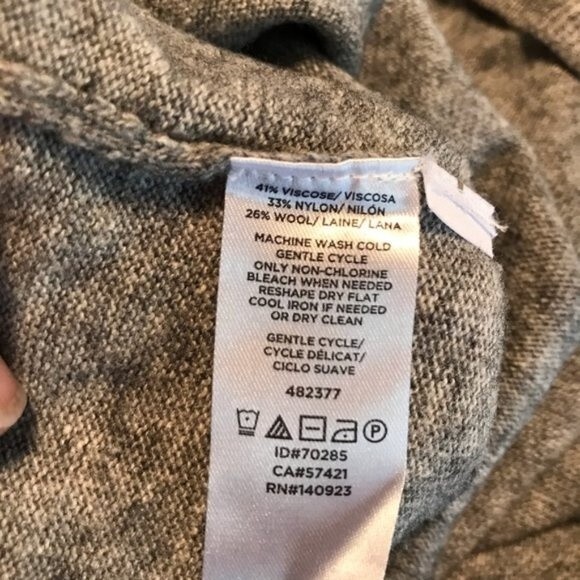 41% VISCOSE/ VISCOSA
33% NYLON/ NILÓN
26% WOOL/ LAINE/ LANA
MACHINE WASH COLD
GENTLE CYCLE
ONLY NON-CHLORINE
BLEACH WHEN NEEDED
RESHAPE DRY FLAT
COOL IRON IF NEEDED
OR DRY CLEAN
GENTLE CYCLE/
CYCLE DÉLICAT/
CICLO SUAVE
482377
P
ID#70285
CA#57421
RN#140923